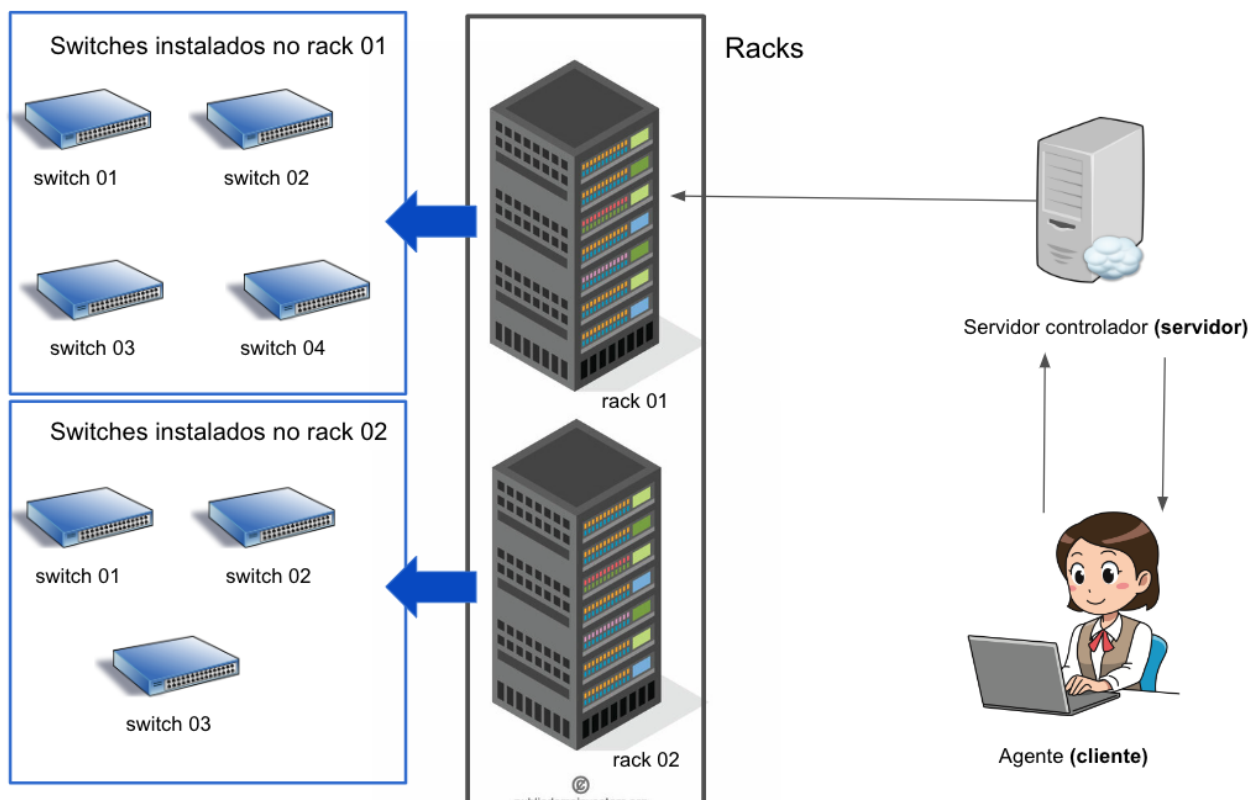 Switches instalados no rack 01
switch 01
switch 02
switch 03
switch 04
Switches instalados no rack 02
switch 01
switch 02
switch 03
Racks
rack 01
rack 02
Servidor controlador (servidor)
Agente (cliente)